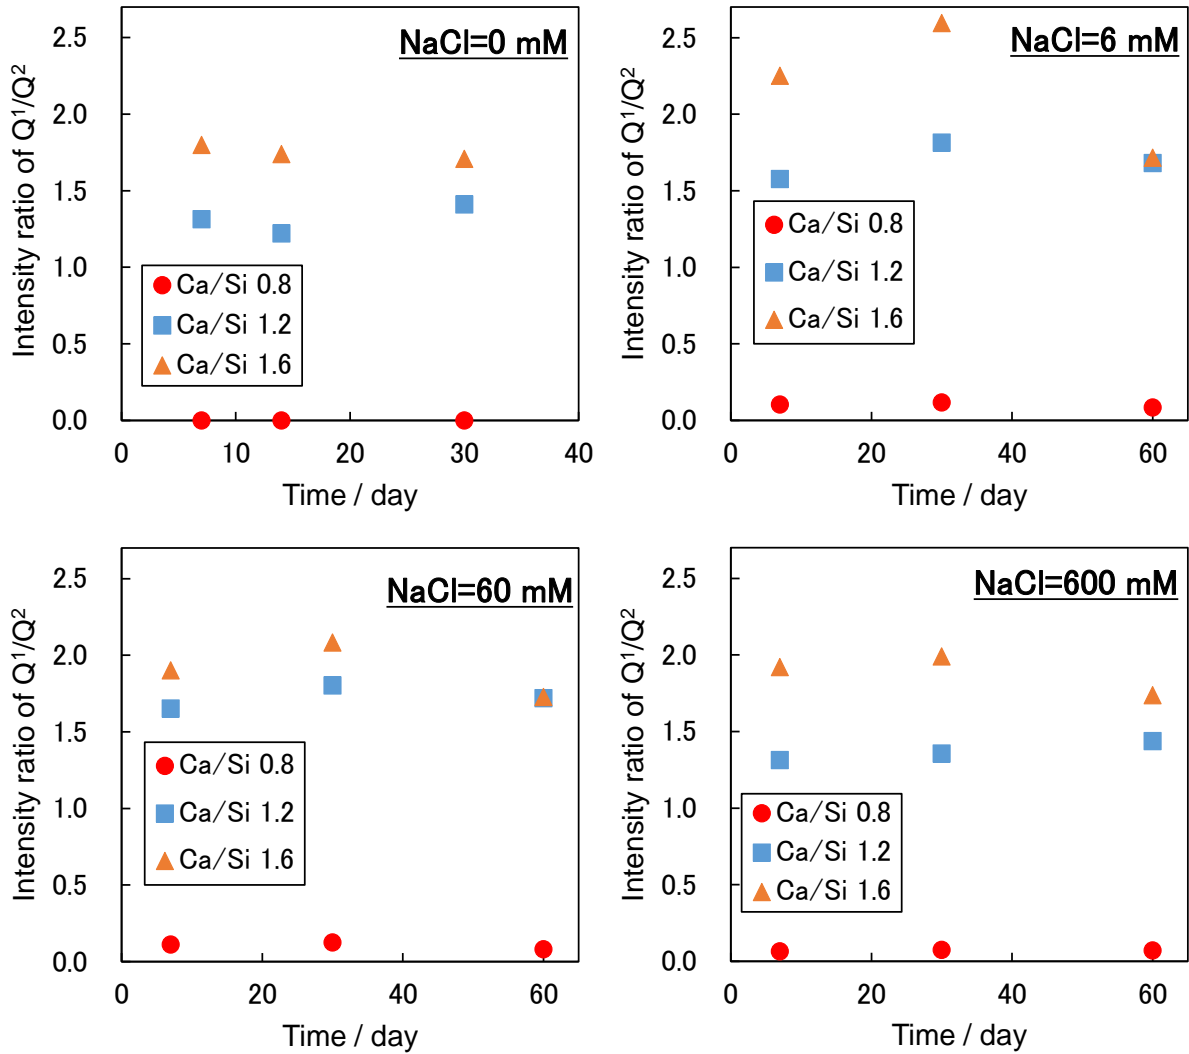 NaCl=0 mM
Intensity ratio of Q¹/Q²
2.5
2.0
1.5
1.0
0.5
0.0
Ca/Si 0.8
Ca/Si 1.2
Ca/Si 1.6
0 10 20 30 40
Time / day
NaCl=6 mM
Intensity ratio of Q¹/Q²
2.5
2.0
1.5
1.0
0.5
0.0
Ca/Si 0.8
Ca/Si 1.2
Ca/Si 1.6
0 20 40 60
Time / day
NaCl=60 mM
Intensity ratio of Q¹/Q²
2.5
2.0
1.5
1.0
0.5
0.0
Ca/Si 0.8
Ca/Si 1.2
Ca/Si 1.6
0 20 40 60
Time / day
NaCl=600 mM
Intensity ratio of Q¹/Q²
2.5
2.0
1.5
1.0
0.5
0.0
Ca/Si 0.8
Ca/Si 1.2
Ca/Si 1.6
0 20 40 60
Time / day